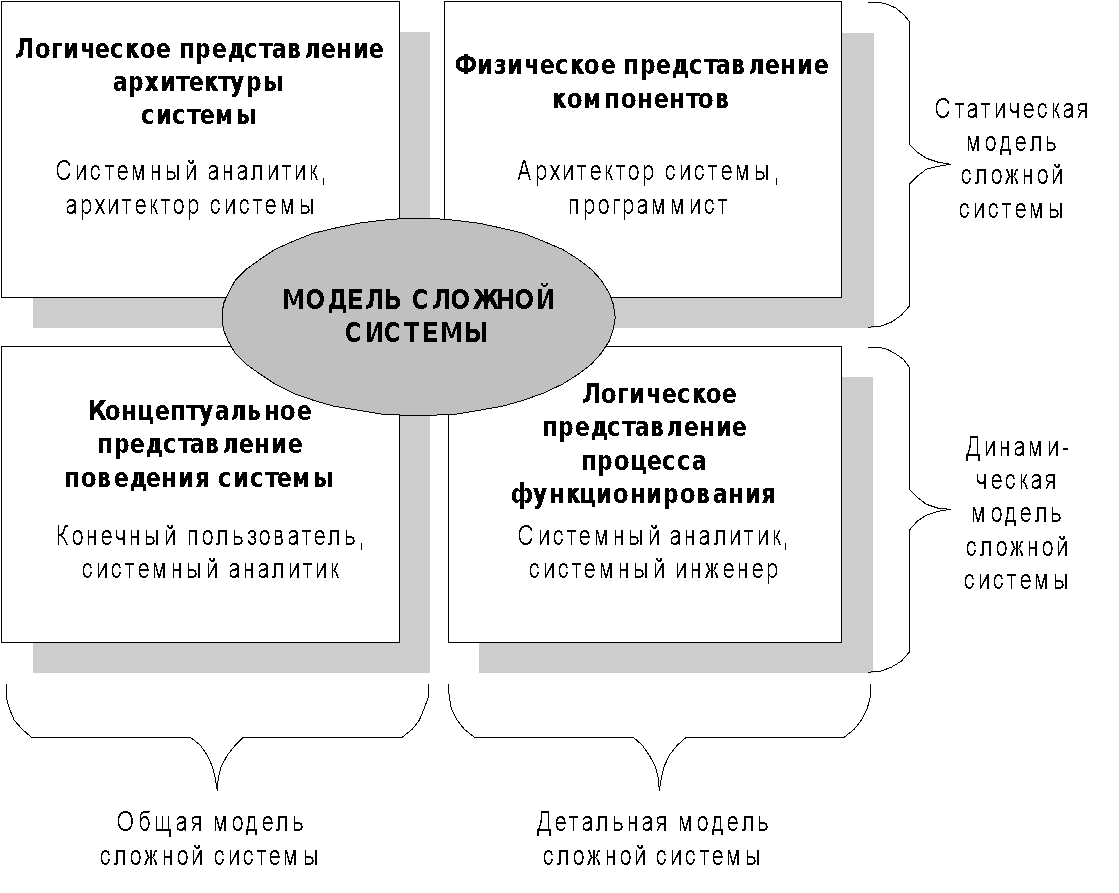 Логическое представление
архитектуры
системы
Системный аналитик,
архитектор системы
Физическое представление
компонентов
Архитектор системы,
программист
Статическая
модель
сложной
системы
МОДЕЛЬ СЛОЖНОЙ
СИСТЕМЫ
Концептуальное
представление
поведения системы
Конечный пользователь,
системный аналитик
Логическое
представление
процесса
функционирования
Системный аналитик,
системный инженер
Динами-
ческая
модель
сложной
системы
Общая модель
сложной системы
Детальная модель
сложной системы